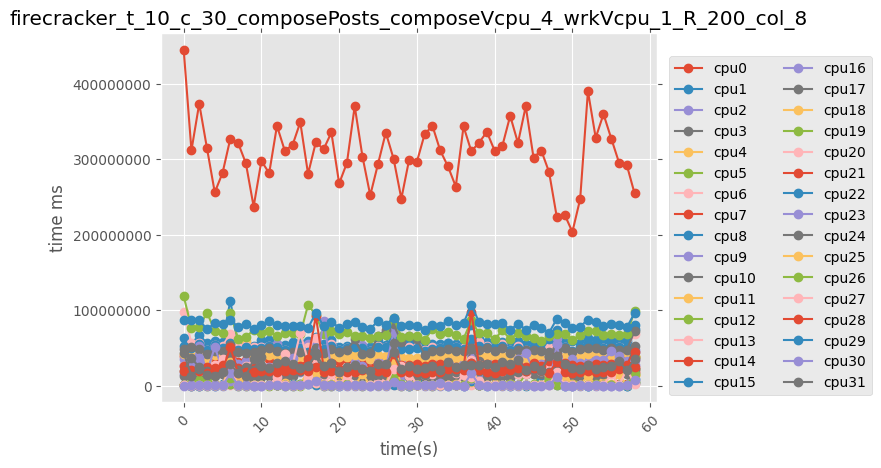 firecracker_t_10_c_30_composePosts_composeVcpu_4_wrkVcpu_1_R_200_col_8
time ms
400000000
300000000
200000000
100000000
0
0 10 20 30 40 50 60
time(s)
cpu0 cpu16
cpu1 cpu17
cpu2 cpu18
cpu3 cpu19
cpu4 cpu20
cpu5 cpu21
cpu6 cpu22
cpu7 cpu23
cpu8 cpu24
cpu9 cpu25
cpu10 cpu26
cpu11 cpu27
cpu12 cpu28
cpu13 cpu29
cpu14 cpu30
cpu15 cpu31